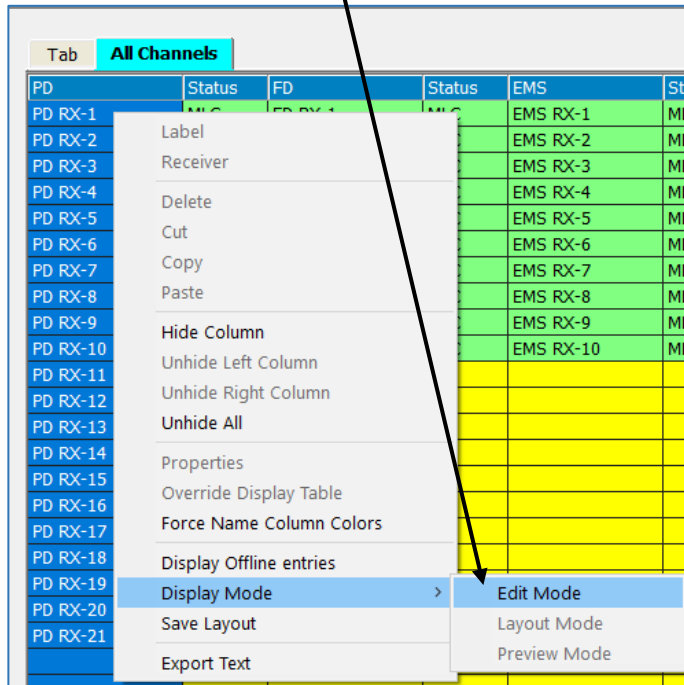 Tab All Channels
PD Status FD Status EMS
PD RX-1 EMS RX-1
PD RX-2 EMS RX-2
PD RX-3 EMS RX-3
PD RX-4 EMS RX-4
PD RX-5 EMS RX-5
PD RX-6 EMS RX-6
PD RX-7 EMS RX-7
PD RX-8 EMS RX-8
PD RX-9 EMS RX-9
PD RX-10 EMS RX-10
PD RX-11
PD RX-12
PD RX-13
PD RX-14
PD RX-15
PD RX-16
PD RX-17
PD RX-18
PD RX-19
PD RX-20
PD RX-21
Label
Receiver
Delete
Cut
Copy
Paste
Hide Column
Unhide Left Column
Unhide Right Column
Unhide All
Properties
Override Display Table
Force Name Column Colors
Display Offline entries
Display Mode >
Save Layout
Export Text
Edit Mode
Layout Mode
Preview Mode